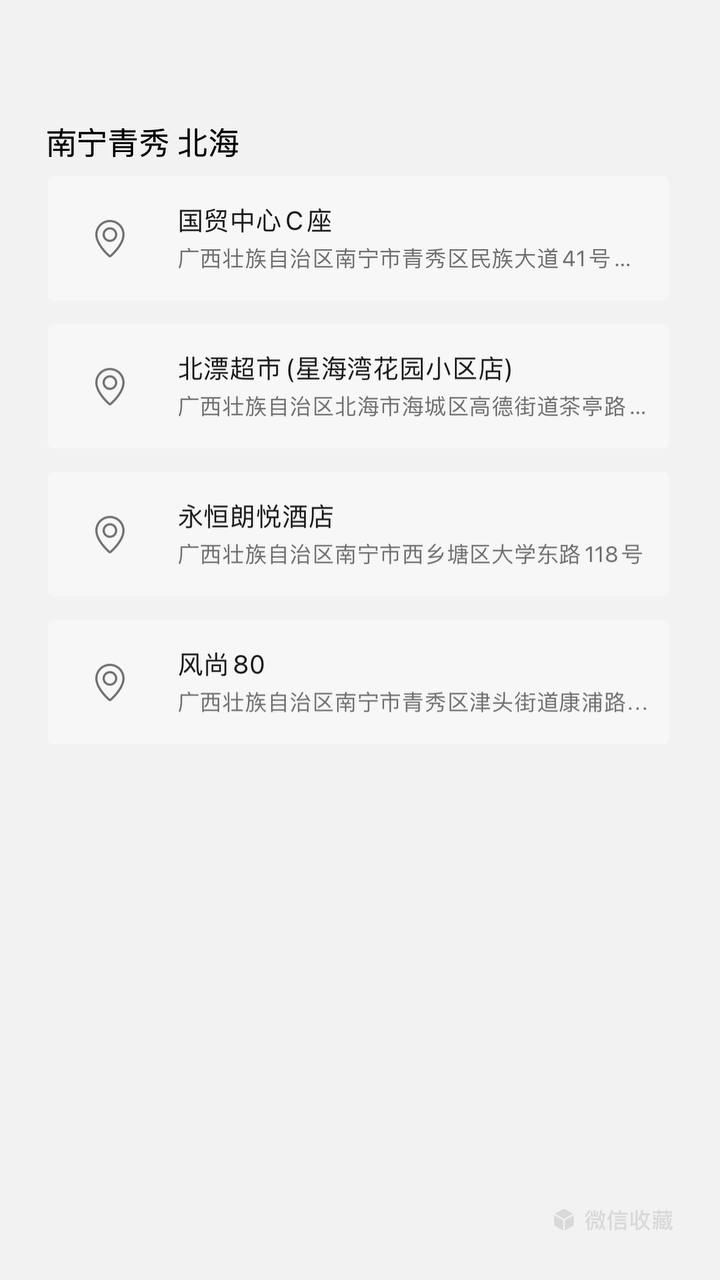 南宁青秀 北海
国贸中心C座
广西壮族自治区南宁市青秀区民族大道41号...
北漂超市(星海湾花园小区店)
广西壮族自治区北海市海城区高德街道茶亭路...
永恒朗悦酒店
广西壮族自治区南宁市西乡塘区大学东路118号
风尚80
广西壮族自治区南宁市青秀区津头街道康浦路...
微信收藏